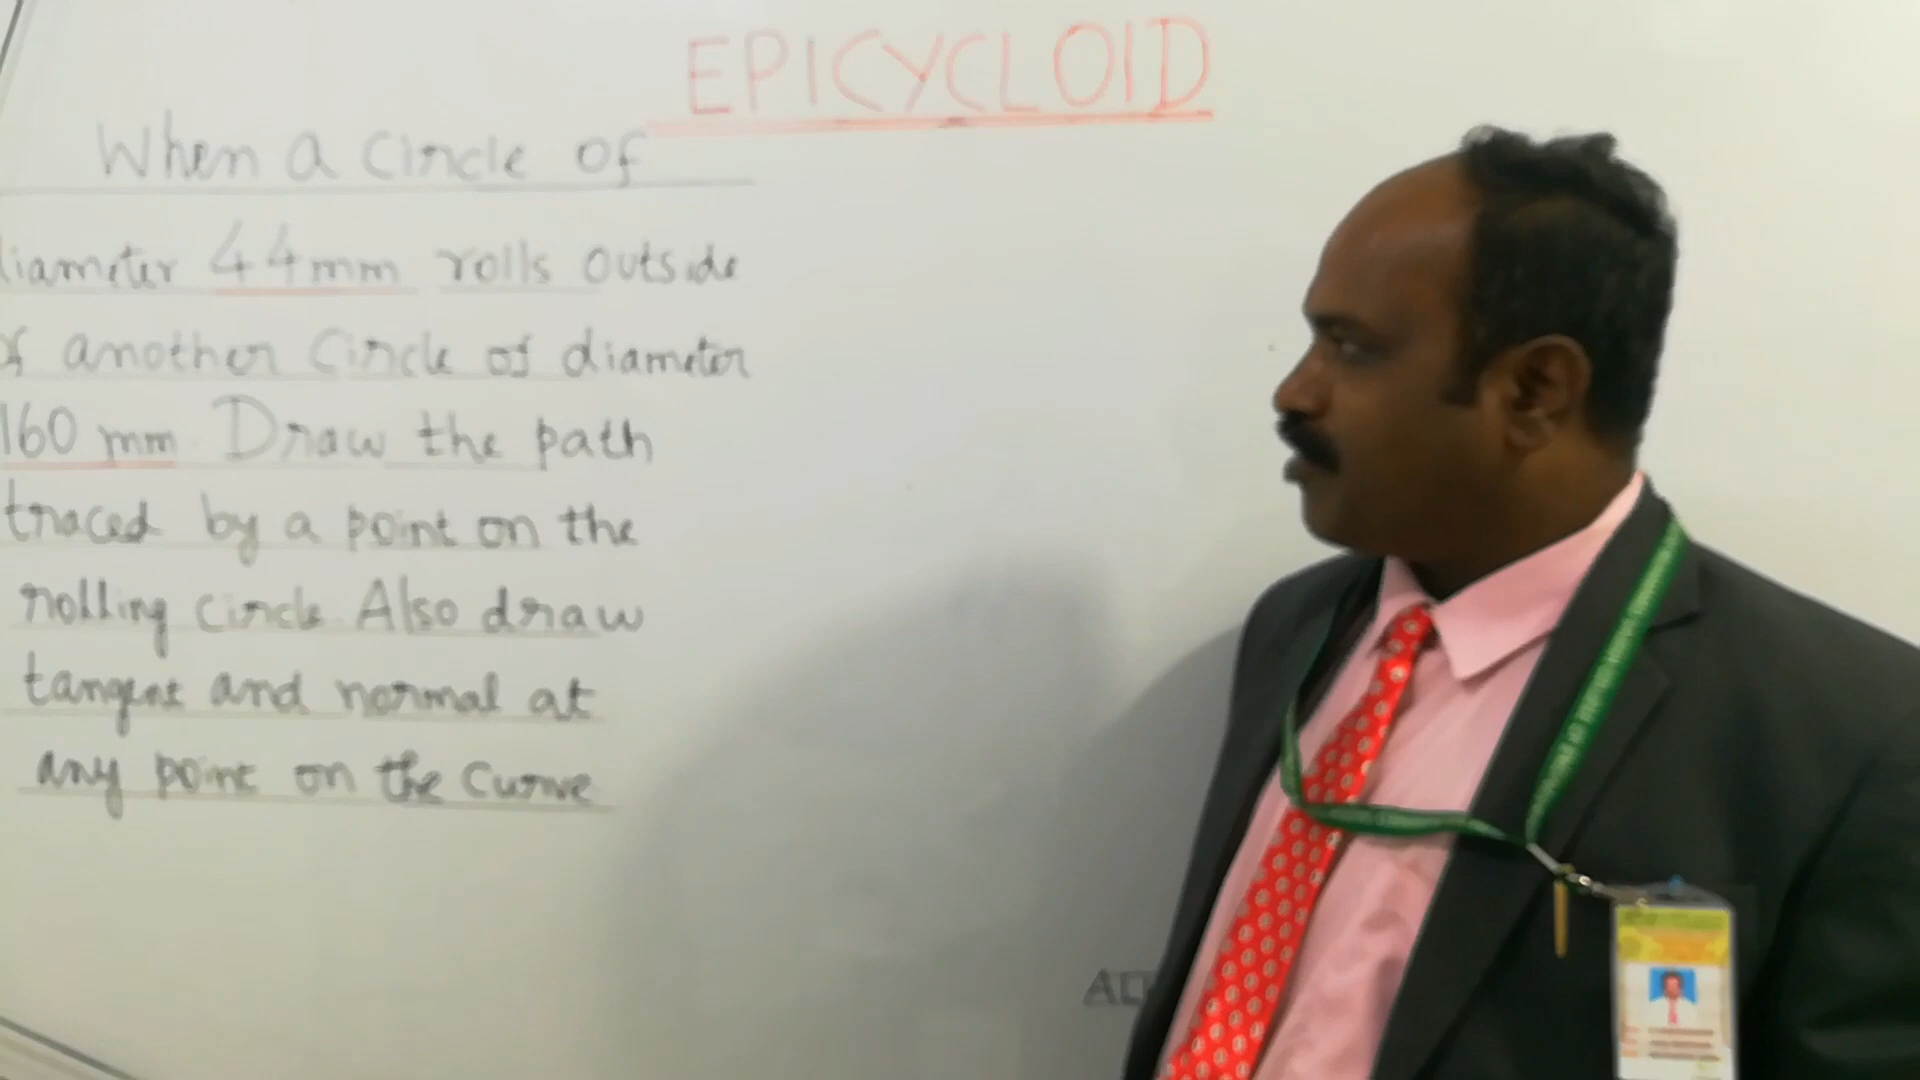 EPICYCLOID
When a Circle of
diameter 44mm rolls outside
of another Circle of diameter
160 mm Draw the path
traced by a point on the
rolling circle Also draw
tangent and normal at
any point on the curve